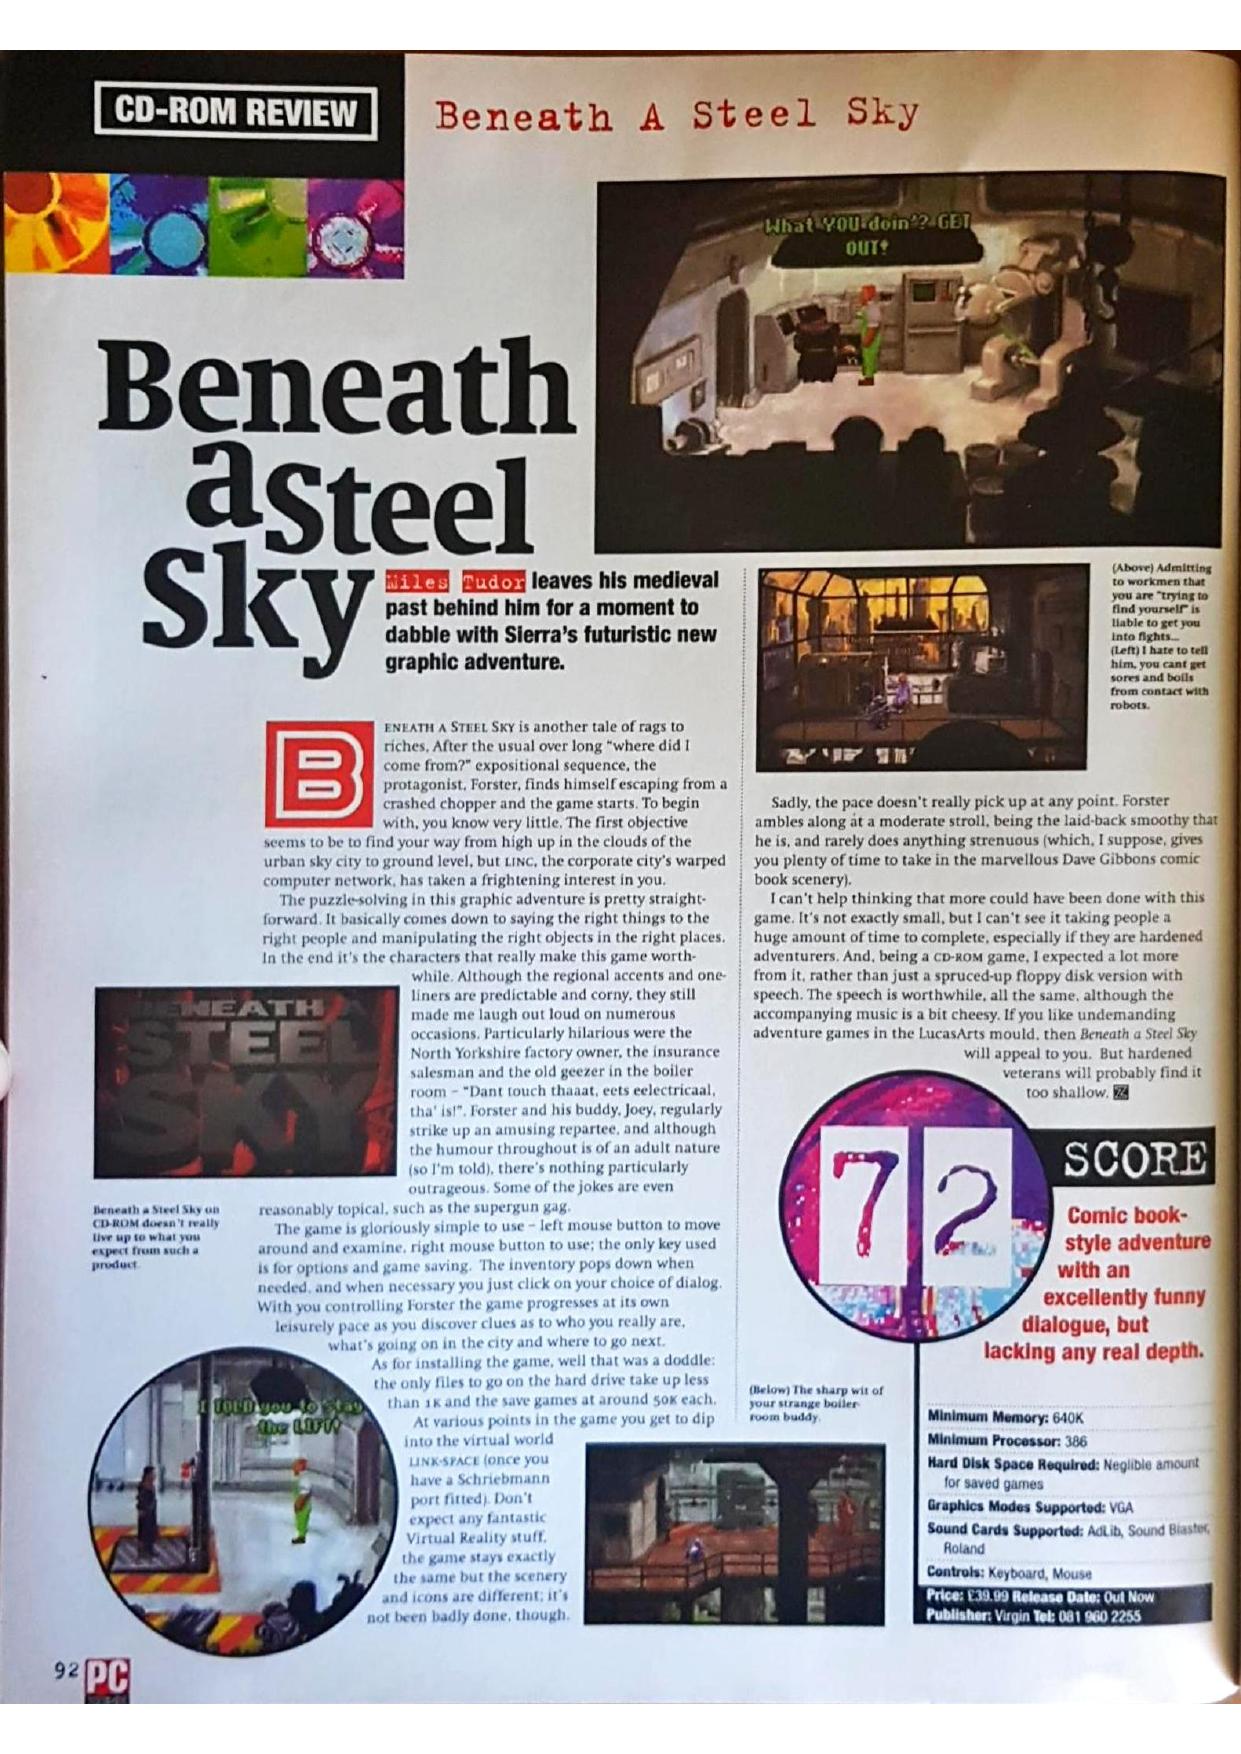 CD-ROM REVIEW
Beneath A Steel Sky
What YOU doin'? GET
OUT!
Beneath
a Steel
Sky
Miles Tudor leaves his medieval
past behind him for a moment to
dabble with Sierra's futuristic new
graphic adventure.
(Above) Admitting
to workmen that
you are "trying to
find yourself" is
liable to get you
into fights...
(Left) I hate to tell
him, you cant get
sores and boils
from contact with
robots.
BENEATH A STEEL SKY is another tale of rags to
riches. After the usual over long "where did I
come from?" expositional sequence, the
protagonist, Forster, finds himself escaping from a
crashed chopper and the game starts. To begin
with, you know very little. The first objective
seems to be to find your way from high up in the clouds of the
urban sky city to ground level, but LINC, the corporate city's warped
computer network, has taken a frightening interest in you.
The puzzle-solving in this graphic adventure is pretty straight-
forward. It basically comes down to saying the right things to the
right people and manipulating the right objects in the right places.
In the end it's the characters that really make this game worth-
while. Although the regional accents and one-
liners are predictable and corny, they still
made me laugh out loud on numerous
occasions. Particularly hilarious were the
North Yorkshire factory owner, the insurance
salesman and the old geezer in the boiler
room – "Dant touch thaaat, eets eelectricaal,
tha' is!". Forster and his buddy, Joey, regularly
strike up an amusing repartee, and although
the humour throughout is of an adult nature
(so I'm told), there's nothing particularly
outrageous. Some of the jokes are even
reasonably topical, such as the supergun gag.
The game is gloriously simple to use – left mouse button to move
around and examine, right mouse button to use; the only key used
is for options and game saving. The inventory pops down when
needed, and when necessary you just click on your choice of dialog.
With you controlling Forster the game progresses at its own
leisurely pace as you discover clues as to who you really are,
what's going on in the city and where to go next.
As for installing the game, well that was a doddle:
the only files to go on the hard drive take up less
than 1K and the save games at around 50K each.
At various points in the game you get to dip
into the virtual world
LINK-SPACE (once you
have a Schriebmann
port fitted). Don't
expect any fantastic
Virtual Reality stuff,
the game stays exactly
the same but the scenery
and icons are different; it's
not been badly done, though.
BENEATH A
STEEL
SKY
Beneath a Steel Sky on
CD-ROM doesn't really
live up to what you
expect from such a
product.
I TOLD you to stay
the LIFT!
Sadly, the pace doesn't really pick up at any point. Forster
ambles along at a moderate stroll, being the laid-back smoothy that
he is, and rarely does anything strenuous (which, I suppose, gives
you plenty of time to take in the marvellous Dave Gibbons comic
book scenery).
I can't help thinking that more could have been done with this
game. It's not exactly small, but I can't see it taking people a
huge amount of time to complete, especially if they are hardened
adventurers. And, being a CD-ROM game, I expected a lot more
from it, rather than just a spruced-up floppy disk version with
speech. The speech is worthwhile, all the same, although the
accompanying music is a bit cheesy. If you like undemanding
adventure games in the LucasArts mould, then Beneath a Steel Sky
will appeal to you. But hardened
veterans will probably find it
too shallow.
72
SCORE
Comic book-
style adventure
with an
excellently funny
dialogue, but
lacking any real depth.
(Below) The sharp wit of
your strange boiler-
room buddy.
Minimum Memory: 640K
Minimum Processor: 386
Hard Disk Space Required: Neglible amount
for saved games
Graphics Modes Supported: VGA
Sound Cards Supported: AdLib, Sound Blaster,
Roland
Controls: Keyboard, Mouse
Price: £39.99 Release Date: Out Now
Publisher: Virgin Tel: 081 960 2255
92 PC